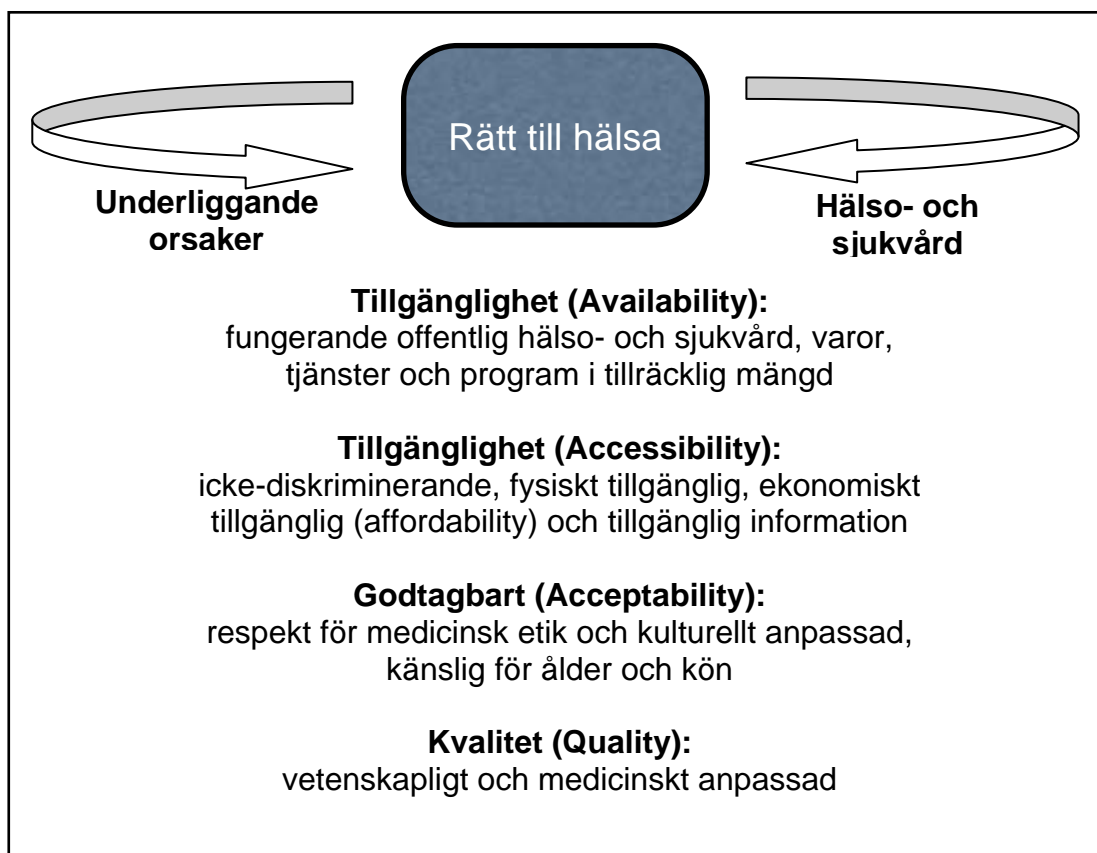 Rätt till hälsa
Underliggande
orsaker
Hälso- och
sjukvård
Tillgänglighet (Availability):
fungerande offentlig hälso- och sjukvård, varor,
tjänster och program i tillräcklig mängd
Tillgänglighet (Accessibility):
icke-diskriminerande, fysiskt tillgänglig, ekonomiskt
tillgänglig (affordability) och tillgänglig information
Godtagbart (Acceptability):
respekt för medicinsk etik och kulturellt anpassad,
känslig för ålder och kön
Kvalitet (Quality):
vetenskapligt och medicinskt anpassad